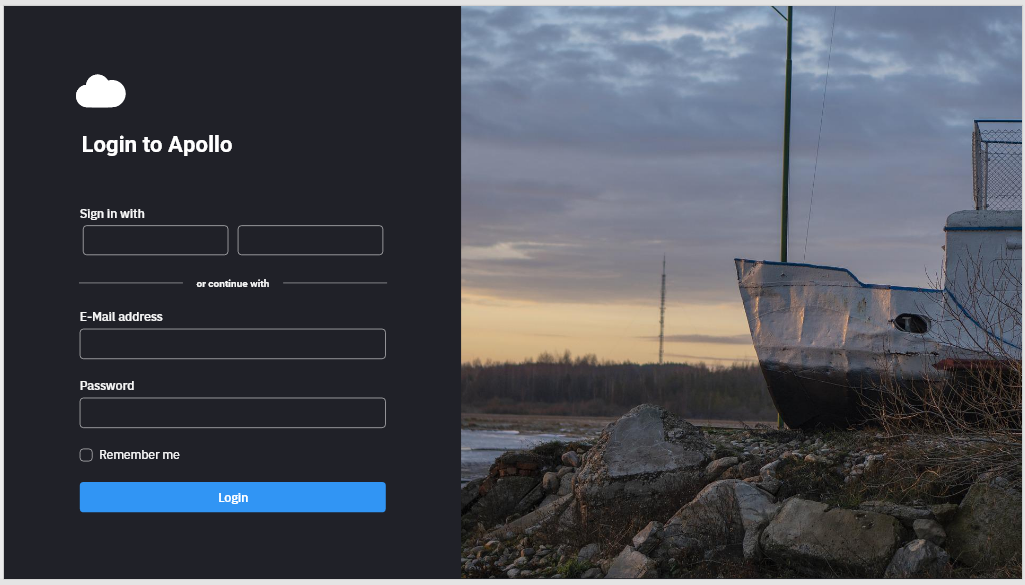 Login to Apollo
Sign in with
or continue with
E-Mail address
Password
Remember me
Login